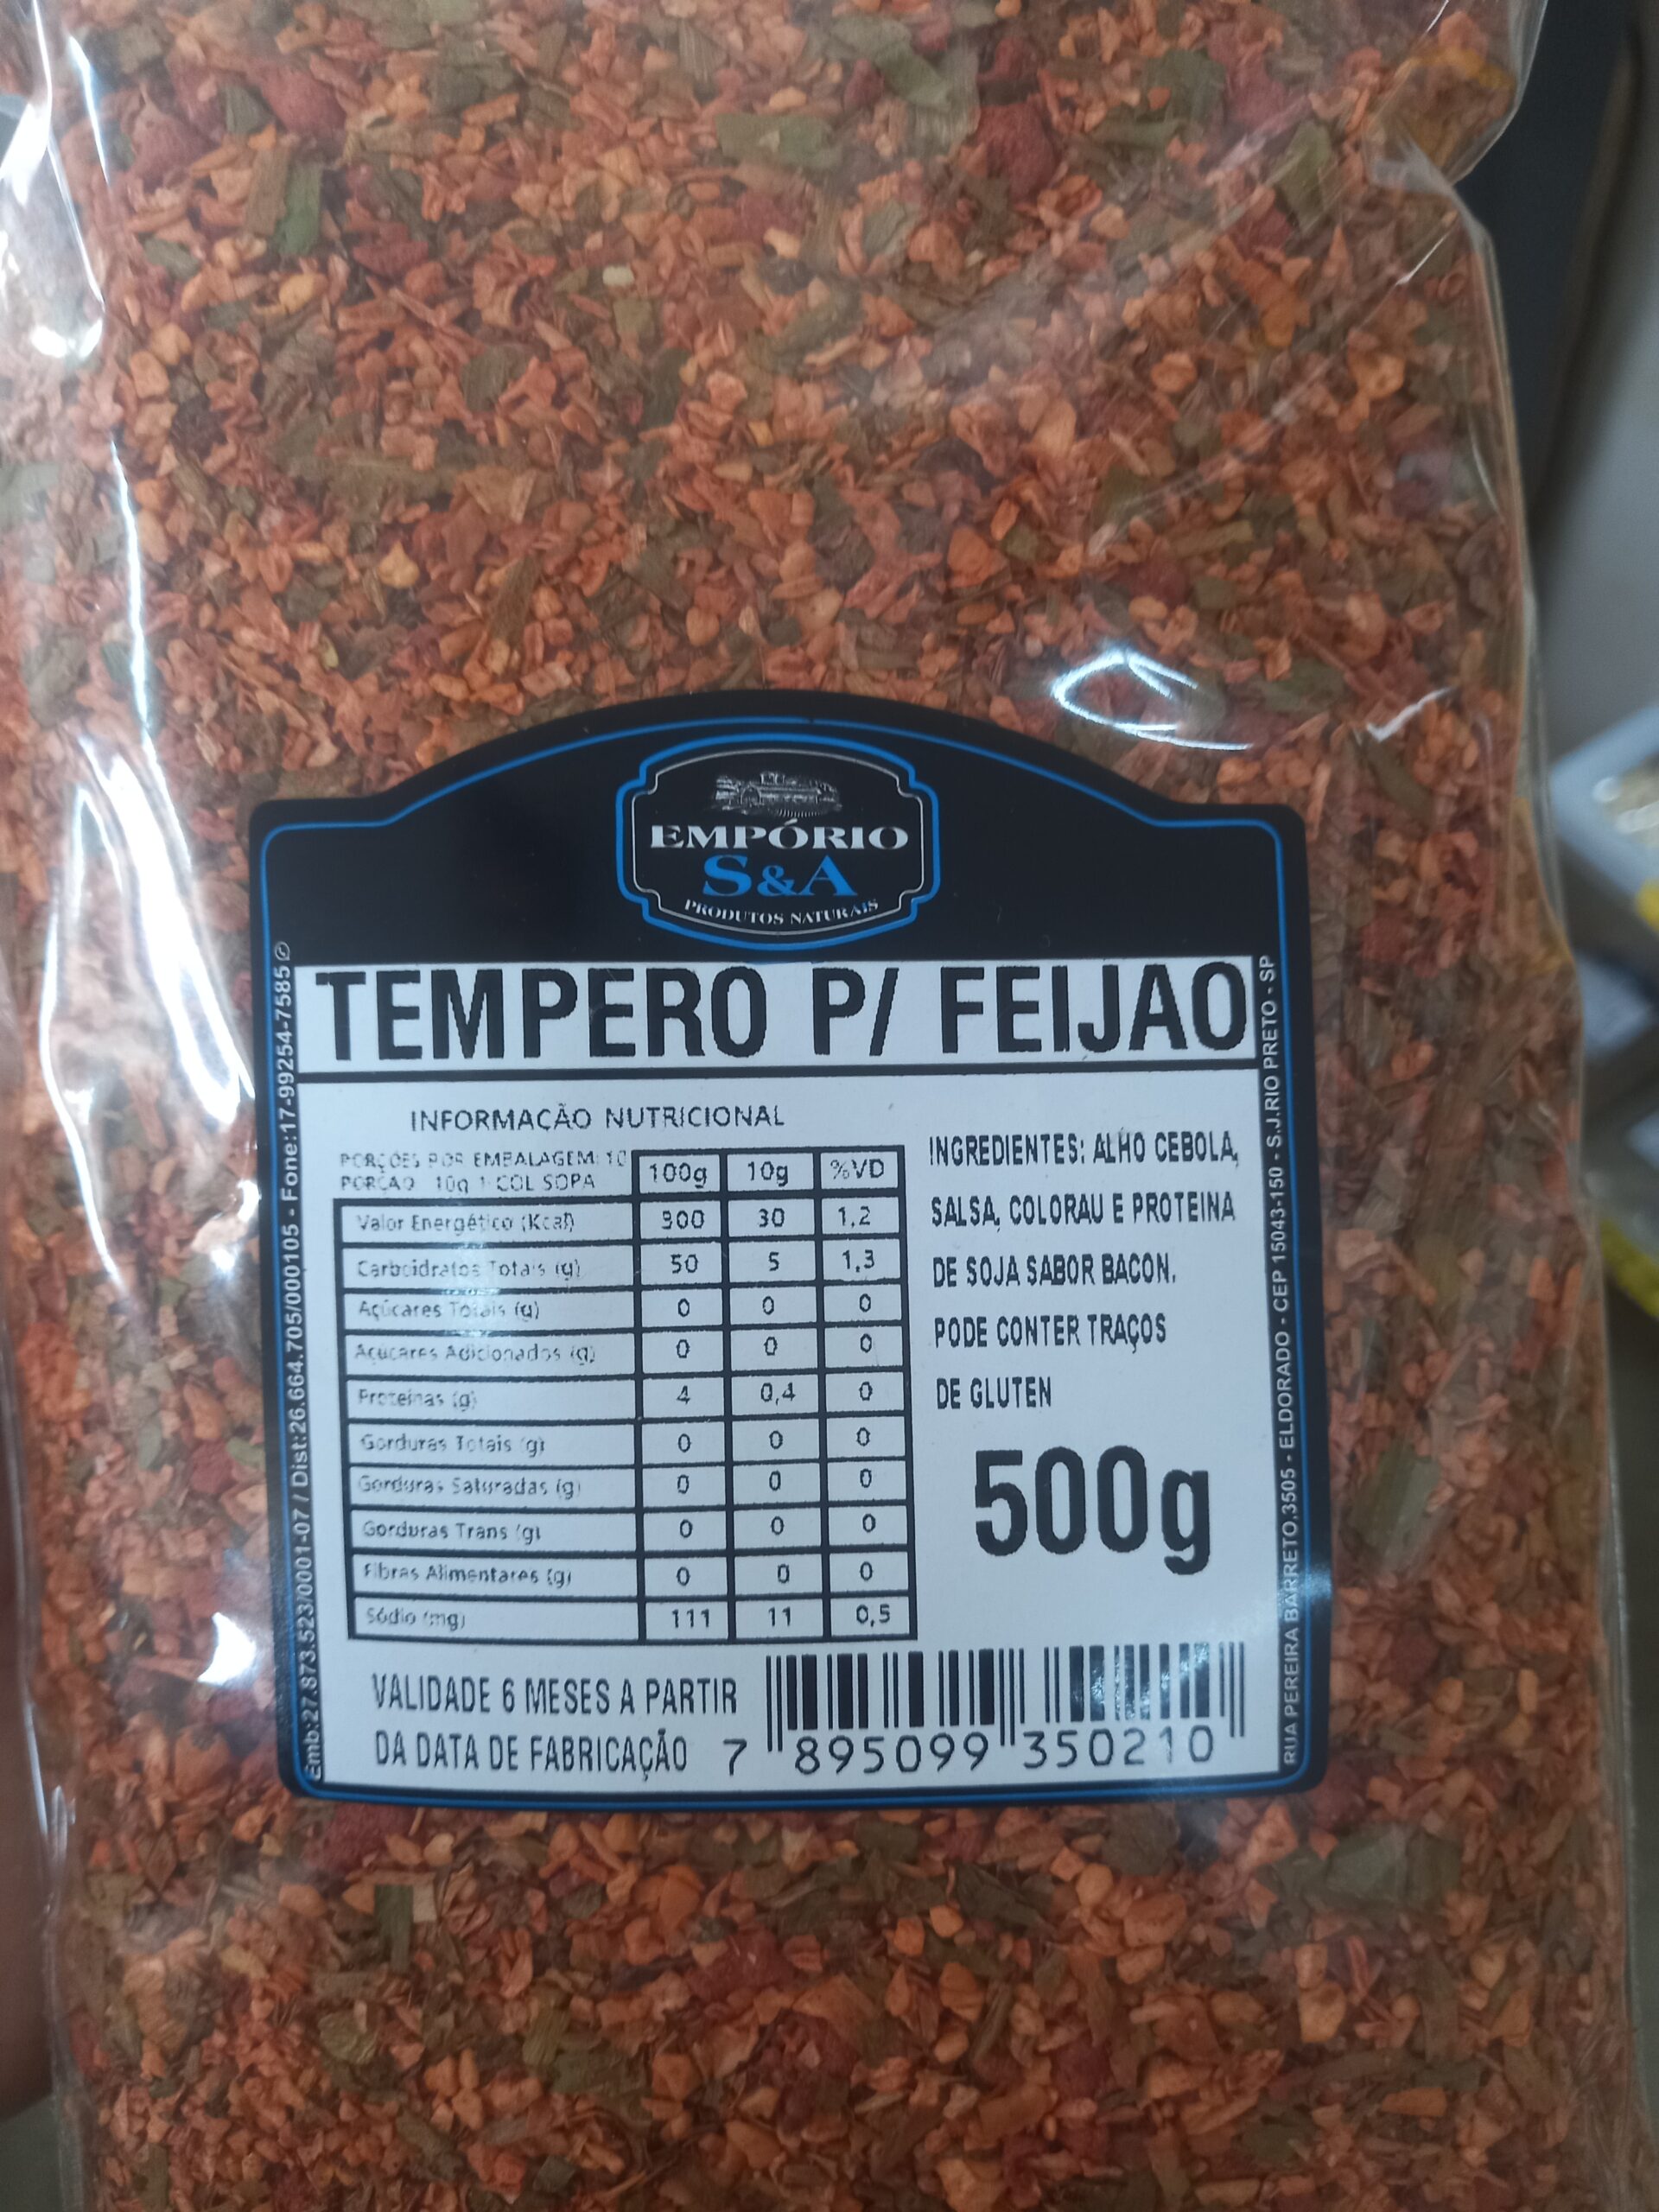 EMPÓRIO
S&A
PRODUTOS NATURAIS
TEMPERO P/ FEIJAO
INFORMAÇÃO NUTRICIONAL
PORÇOES POR EMBALAGEM: 10
PORÇAO 10g 1 COL SOPA
100g 10g %VD
Valor Energético (Kcal) 300 30 1,2
Carboidratos Totais (g) 50 5 1,3
Açúcares Totais (g) 0 0 0
Açucares Adicionados (g) 0 0 0
Proteinas (g) 4 0,4 0
Gorduras Totais (g) 0 0 0
Gorduras Saturadas (g) 0 0 0
Gorduras Trans (g) 0 0 0
Fibras Alimentares (g) 0 0 0
Sódio (mg) 111 11 0,5
INGREDIENTES: ALHO CEBOLA,
SALSA, COLORAU E PROTEINA
DE SOJA SABOR BACON.
PODE CONTER TRAÇOS
DE GLUTEN
500g
VALIDADE 6 MESES A PARTIR
DA DATA DE FABRICAÇÃO
7 895099 350210
Emb:27.873.523/0001-07 / Dist:26.664.705/000105 - Fone:17-99254-7585
RUA PEREIRA BARRETO,3505 - ELDORADO - CEP 15043-150 - S.J.RIO PRETO - SP